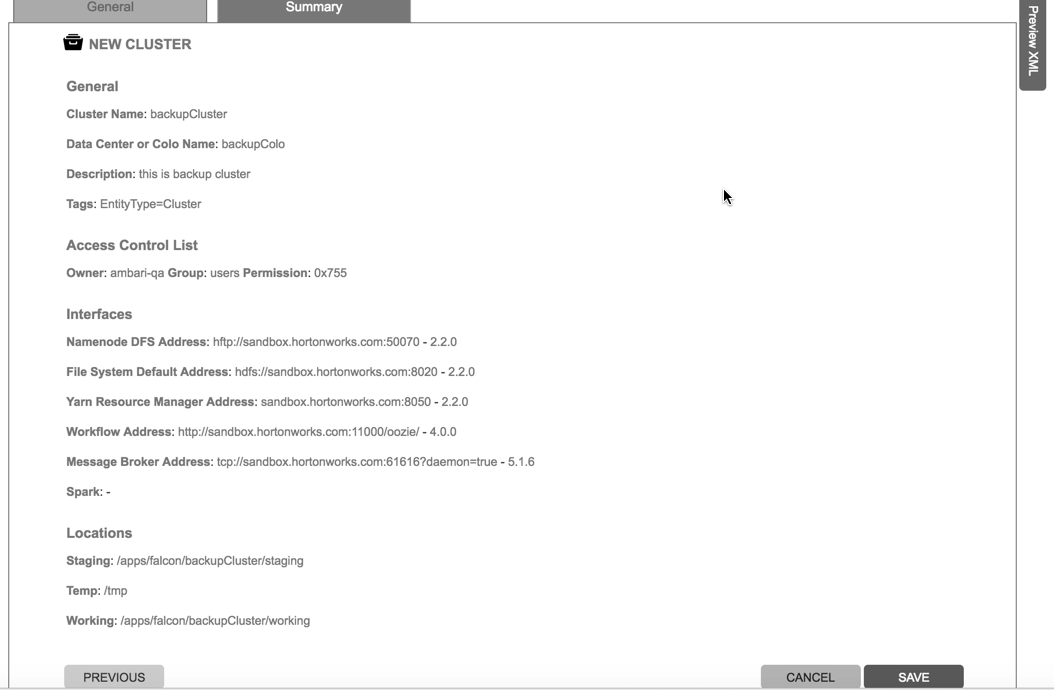 General
Summary
Preview XML
NEW CLUSTER
General
Cluster Name: backupCluster
Data Center or Colo Name: backupColo
Description: this is backup cluster
Tags: EntityType=Cluster
Access Control List
Owner: ambari-qa Group: users Permission: 0x755
Interfaces
Namenode DFS Address: hftp://sandbox.hortonworks.com:50070 - 2.2.0
File System Default Address: hdfs://sandbox.hortonworks.com:8020 - 2.2.0
Yarn Resource Manager Address: sandbox.hortonworks.com:8050 - 2.2.0
Workflow Address: http://sandbox.hortonworks.com:11000/oozie/ - 4.0.0
Message Broker Address: tcp://sandbox.hortonworks.com:61616?daemon=true - 5.1.6
Spark: -
Locations
Staging: /apps/falcon/backupCluster/staging
Temp: /tmp
Working: /apps/falcon/backupCluster/working
PREVIOUS
CANCEL
SAVE